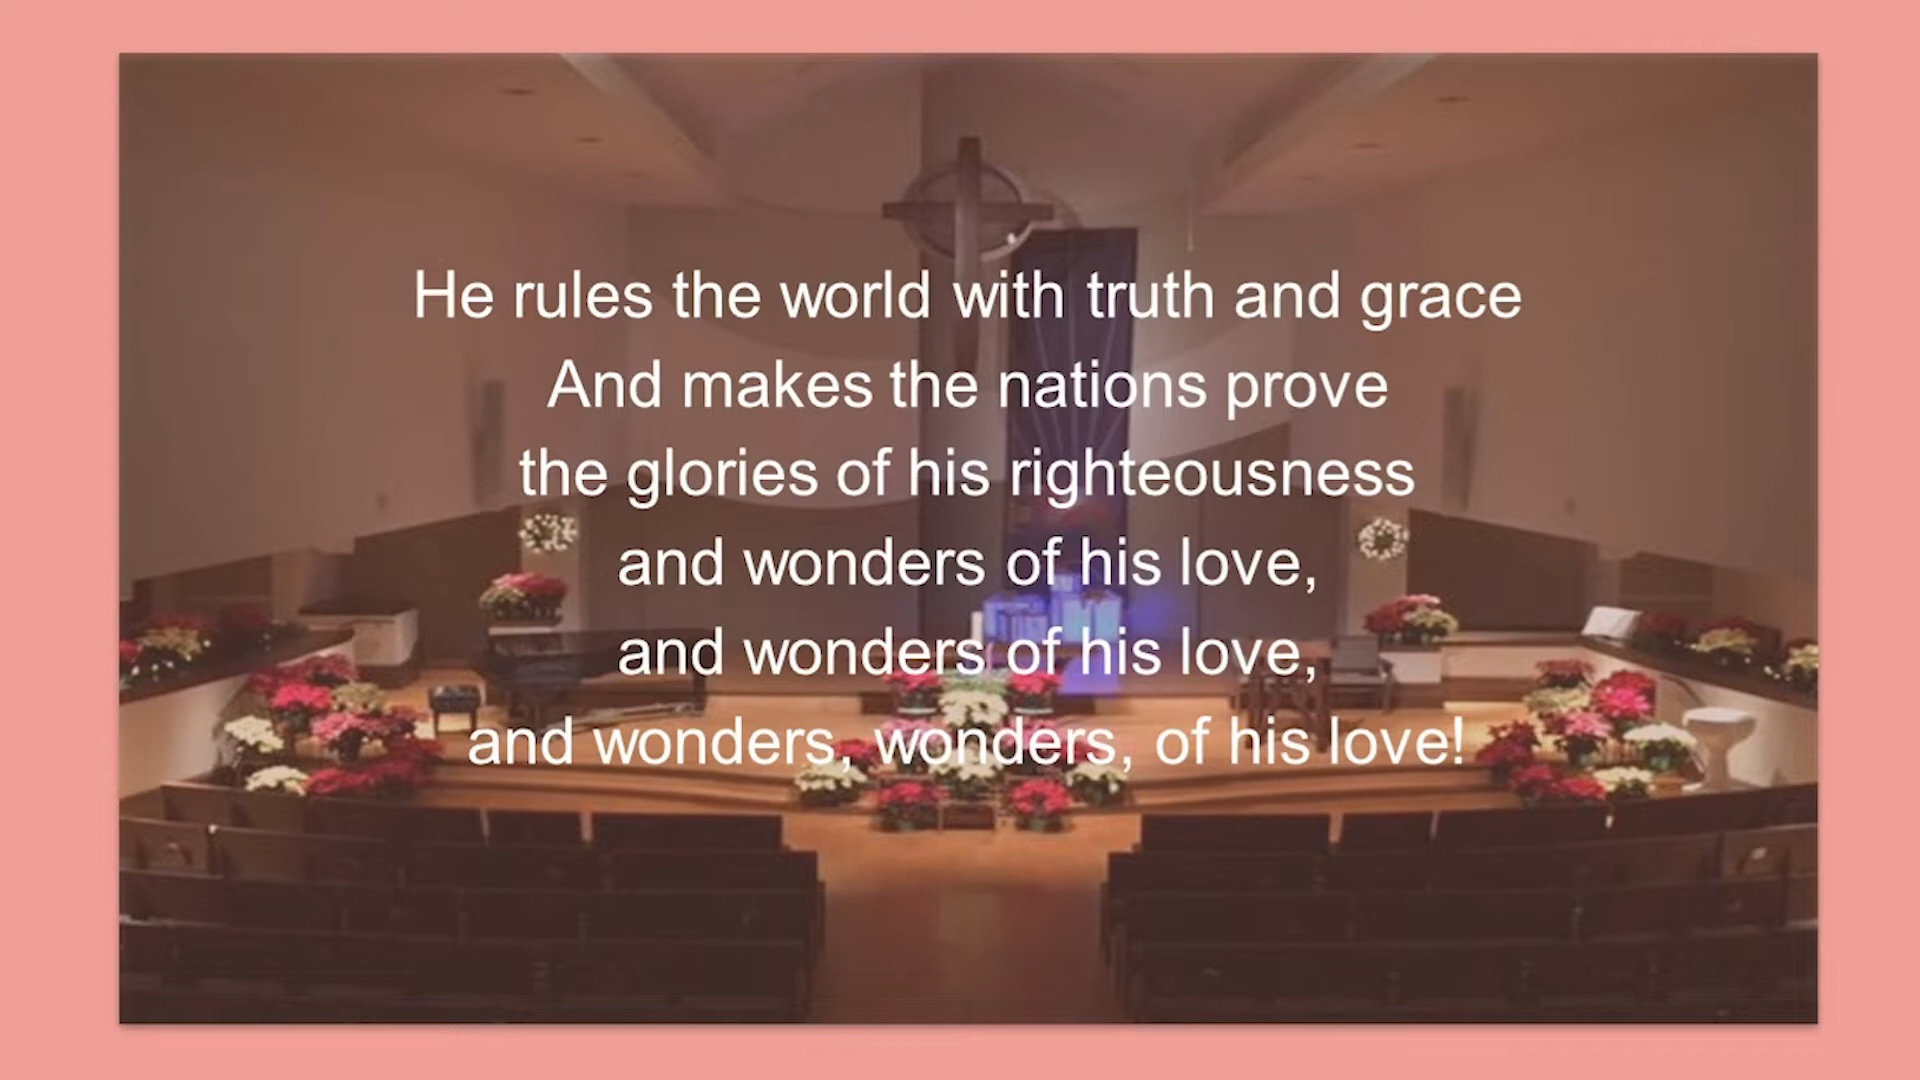 He rules the world with truth and grace
And makes the nations prove
the glories of his righteousness
and wonders of his love,
and wonders of his love,
and wonders, wonders, of his love!